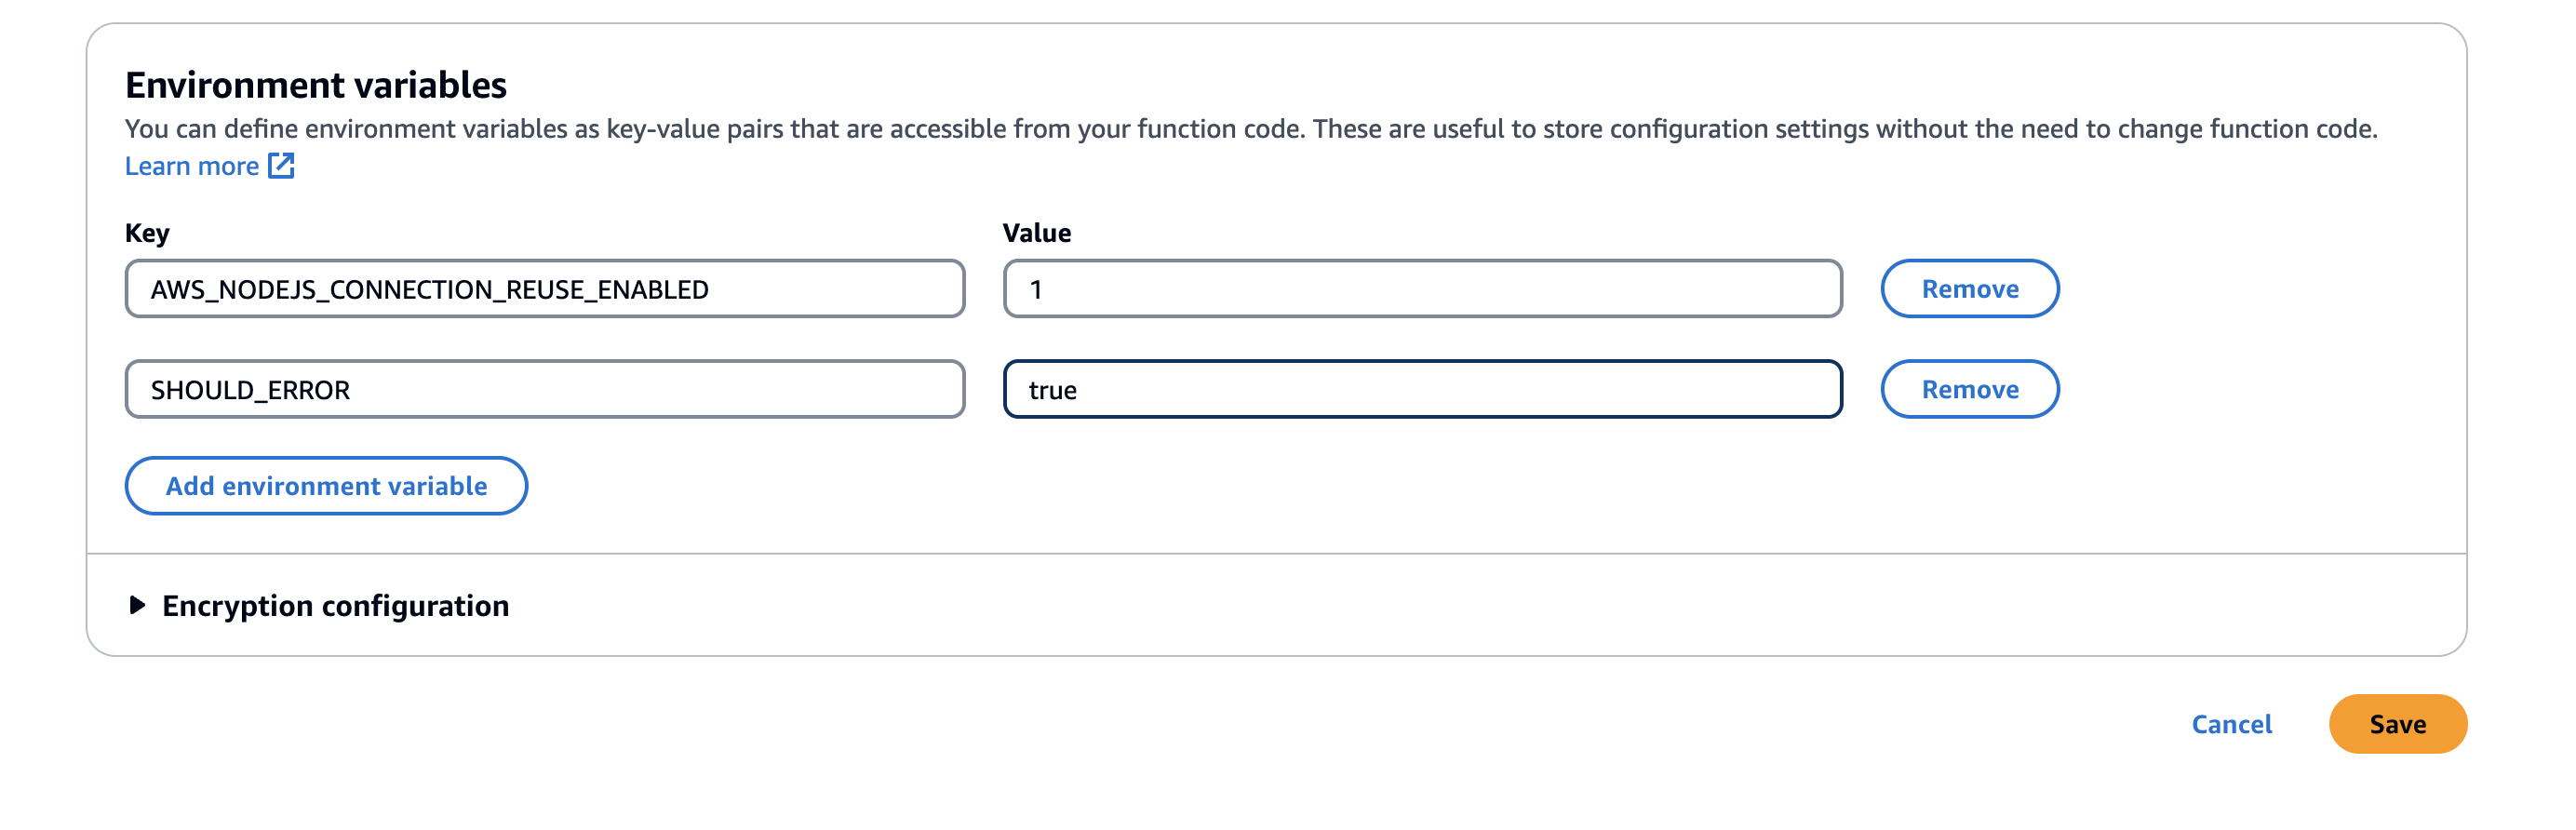 Environment variables
You can define environment variables as key-value pairs that are accessible from your function code. These are useful to store configuration settings without the need to change function code.
Learn more
Key Value
AWS_NODEJS_CONNECTION_REUSE_ENABLED 1 Remove
SHOULD_ERROR true Remove
Add environment variable
Encryption configuration
Cancel Save